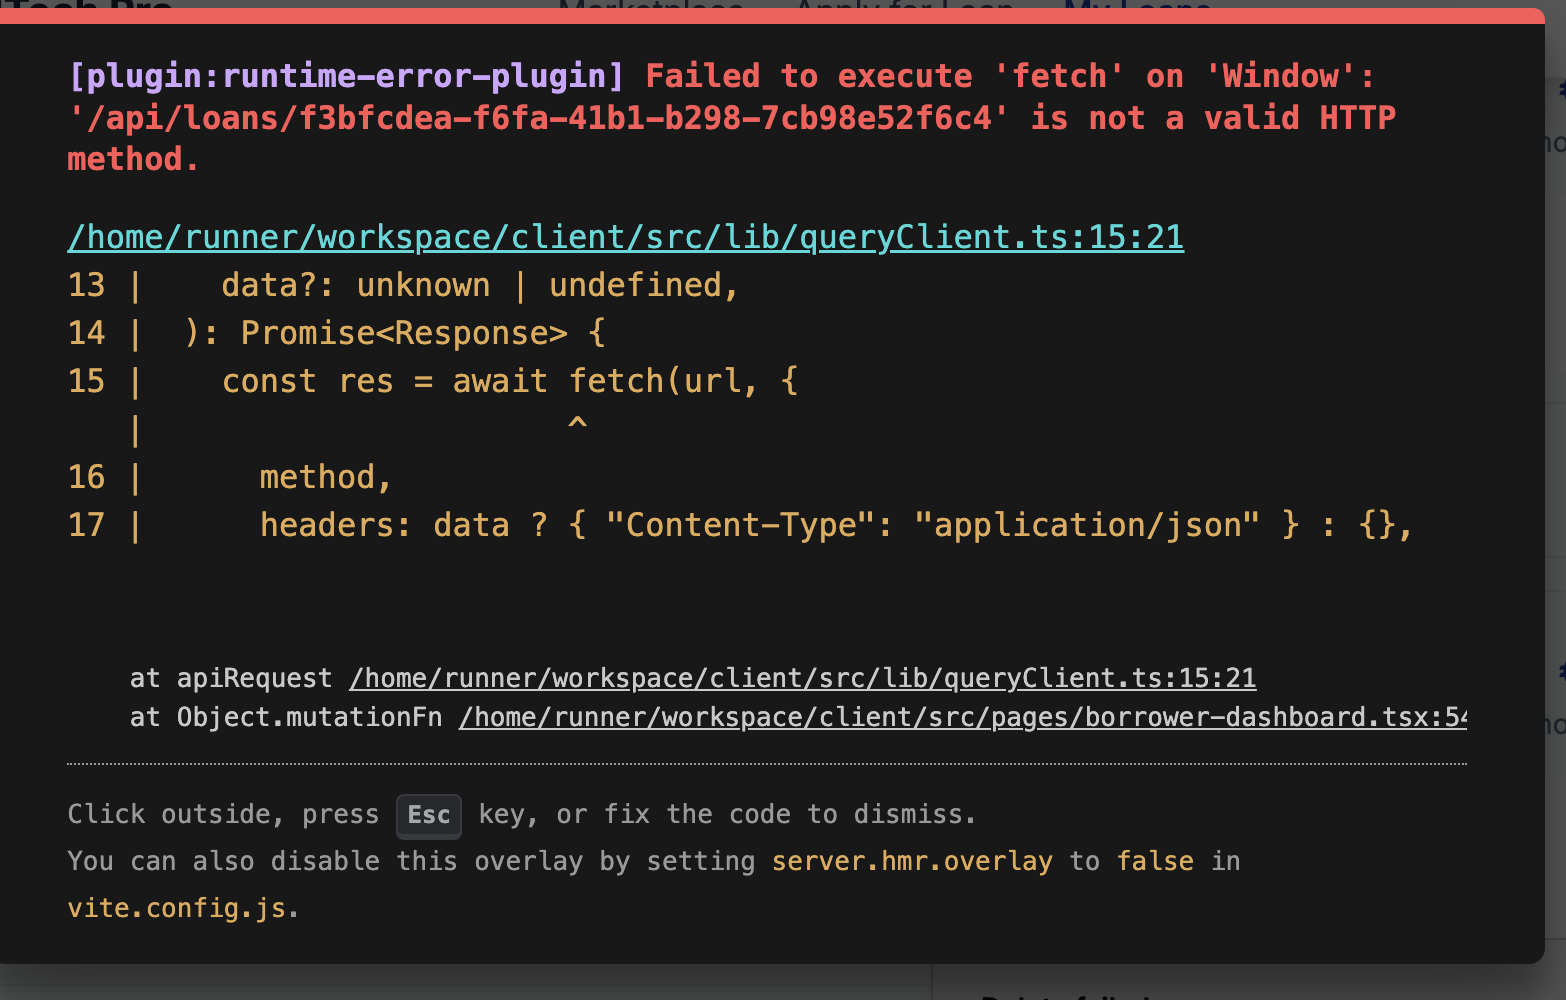 [plugin:runtime-error-plugin] Failed to execute 'fetch' on 'Window':
'/api/loans/f3bfcdea-f6fa-41b1-b298-7cb98e52f6c4' is not a valid HTTP
method.
/home/runner/workspace/client/src/lib/queryClient.ts:15:21
13 |    data?: unknown | undefined,
14 |  ): Promise<Response> {
15 |    const res = await fetch(url, {
   |                      ^
16 |      method,
17 |      headers: data ? { "Content-Type": "application/json" } : {},
at apiRequest /home/runner/workspace/client/src/lib/queryClient.ts:15:21
at Object.mutationFn /home/runner/workspace/client/src/pages/borrower-dashboard.tsx:54
Click outside, press Esc key, or fix the code to dismiss.
You can also disable this overlay by setting server.hmr.overlay to false in
vite.config.js.